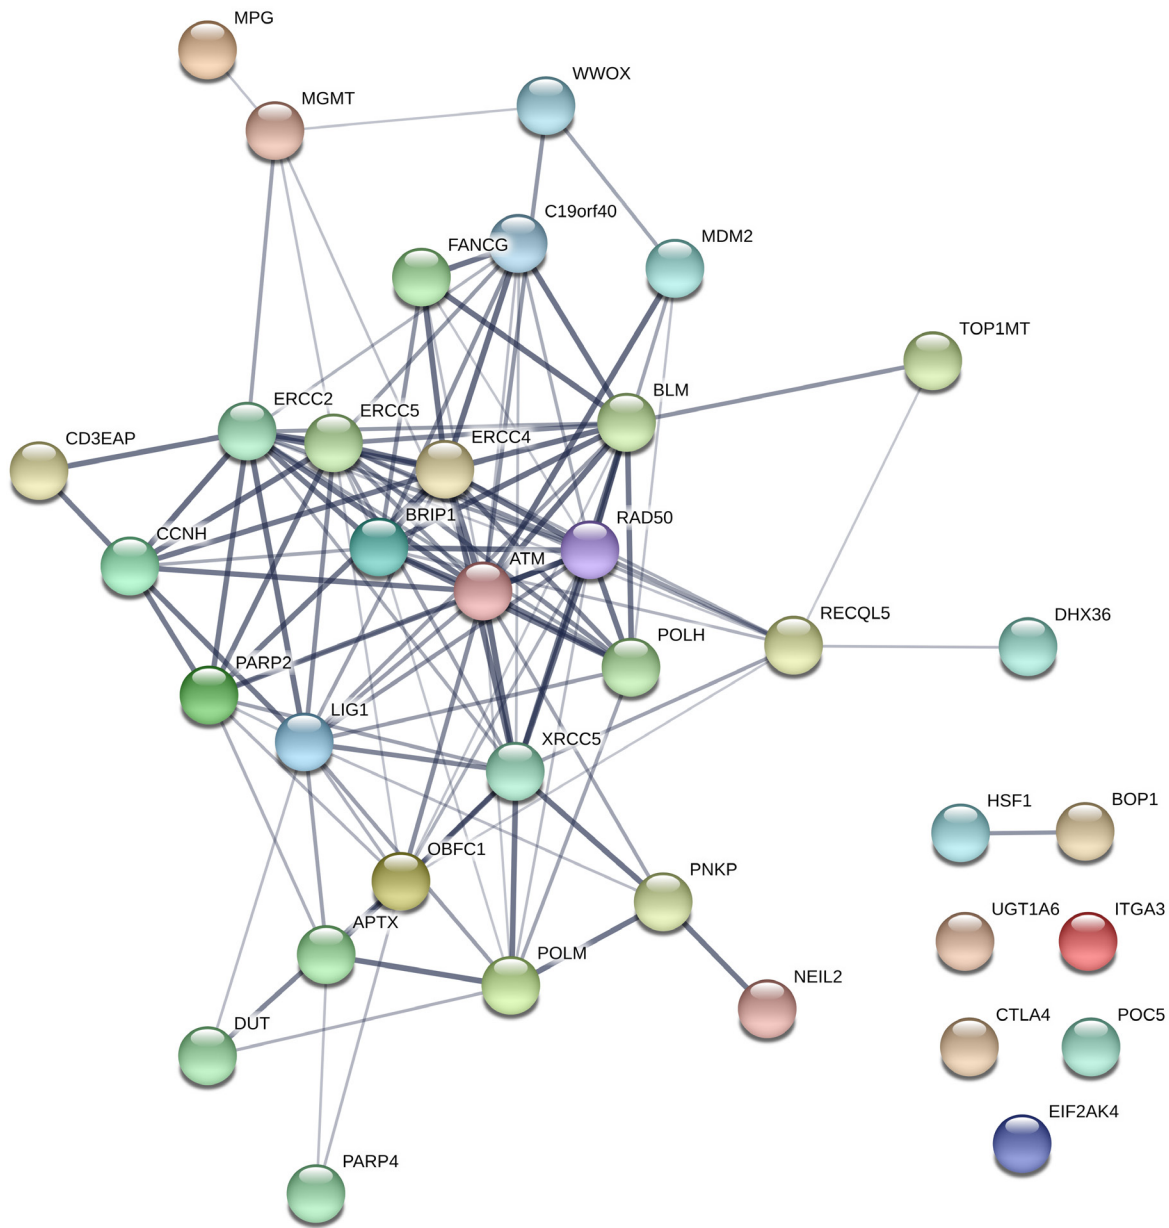 MPG
WWOX
MGMT
C19orf40
MDM2
FANCG
TOP1MT
BLM
ERCC2
ERCC5
ERCC4
CD3EAP
BRIP1
RAD50
CCNH
ATM
RECQL5
DHX36
POLH
PARP2
LIG1
XRCC5
HSF1
BOP1
OBFC1
PNKP
UGT1A6
ITGA3
APTX
POLM
NEIL2
CTLA4
POC5
DUT
EIF2AK4
PARP4